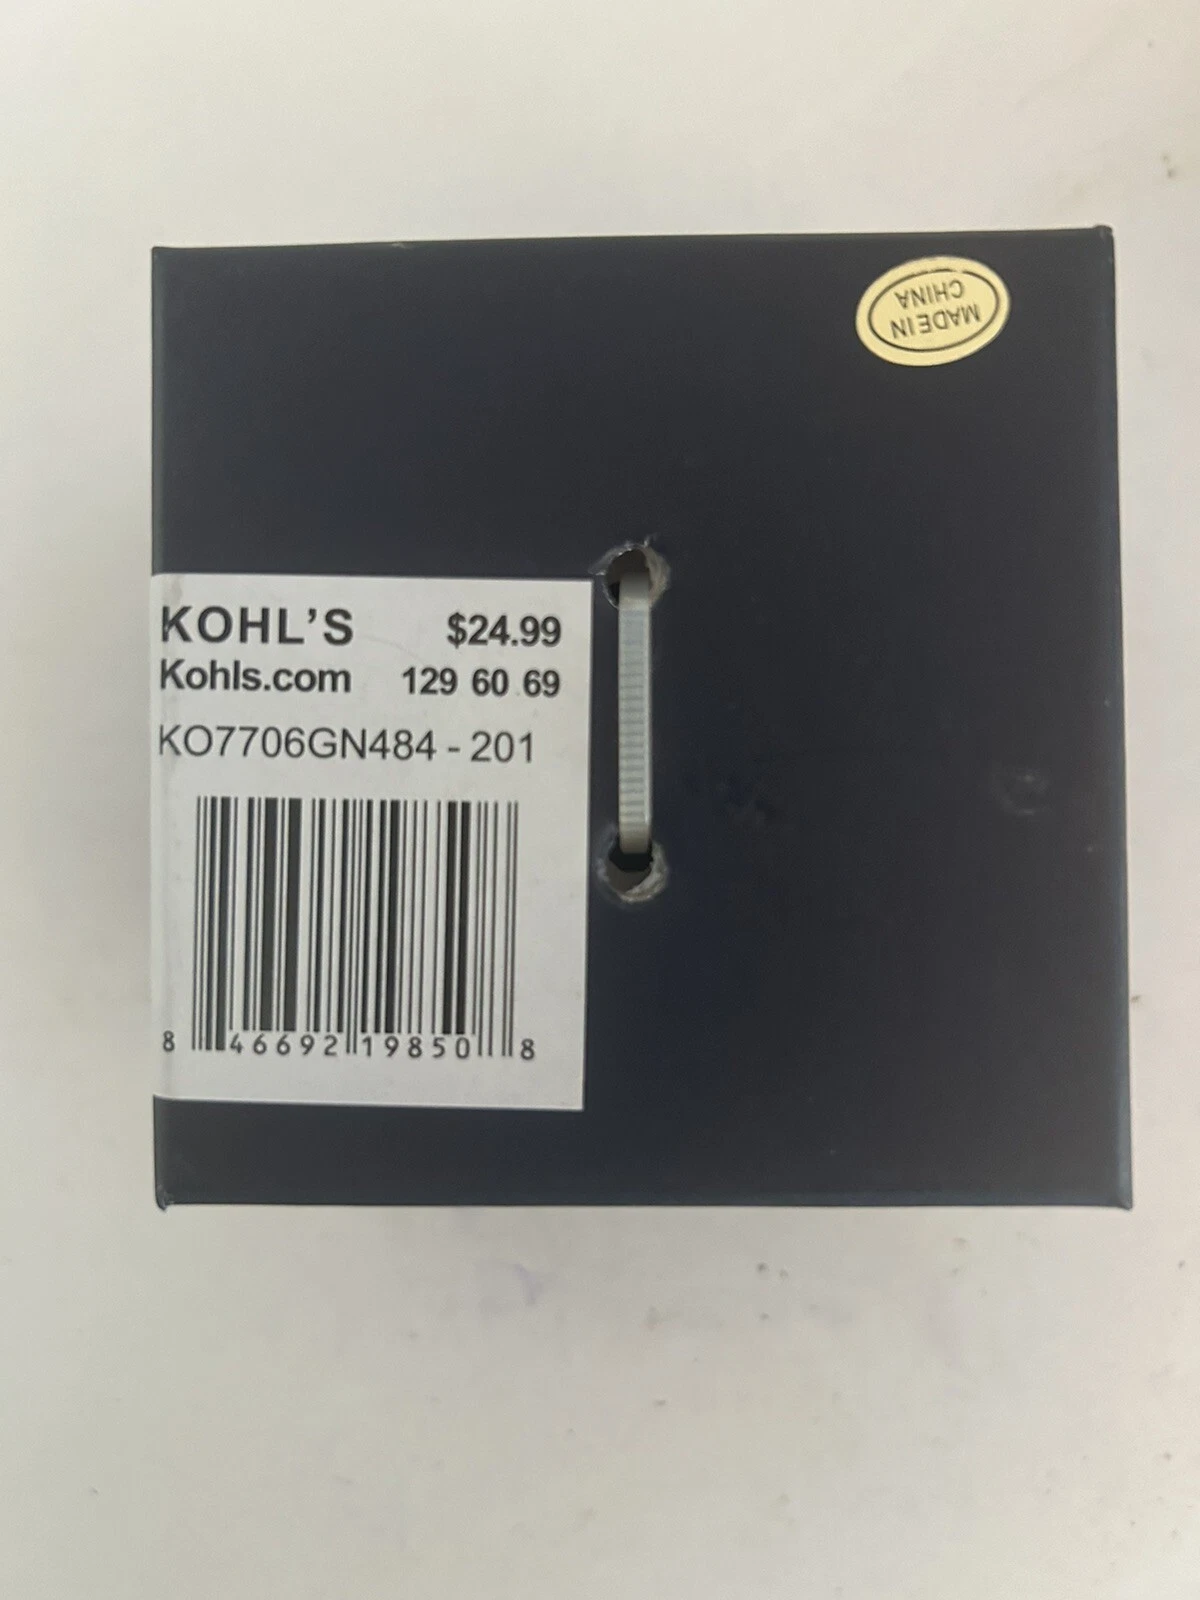 MADE IN
CHINA
KOHL'S $24.99
Kohls.com 129 60 69
KO7706GN484 - 201
8 46692 19850 8